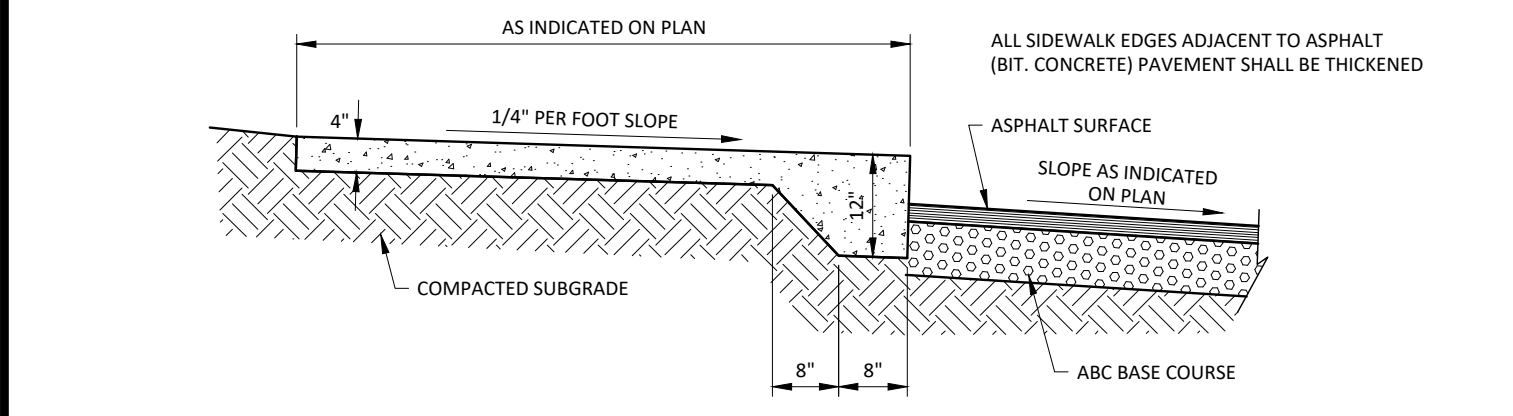 AS INDICATED ON PLAN
ALL SIDEWALK EDGES ADJACENT TO ASPHALT
(BIT. CONCRETE) PAVEMENT SHALL BE THICKENED
4"
1/4" PER FOOT SLOPE
ASPHALT SURFACE
SLOPE AS INDICATED
ON PLAN
12"
COMPACTED SUBGRADE
8"
8"
ABC BASE COURSE